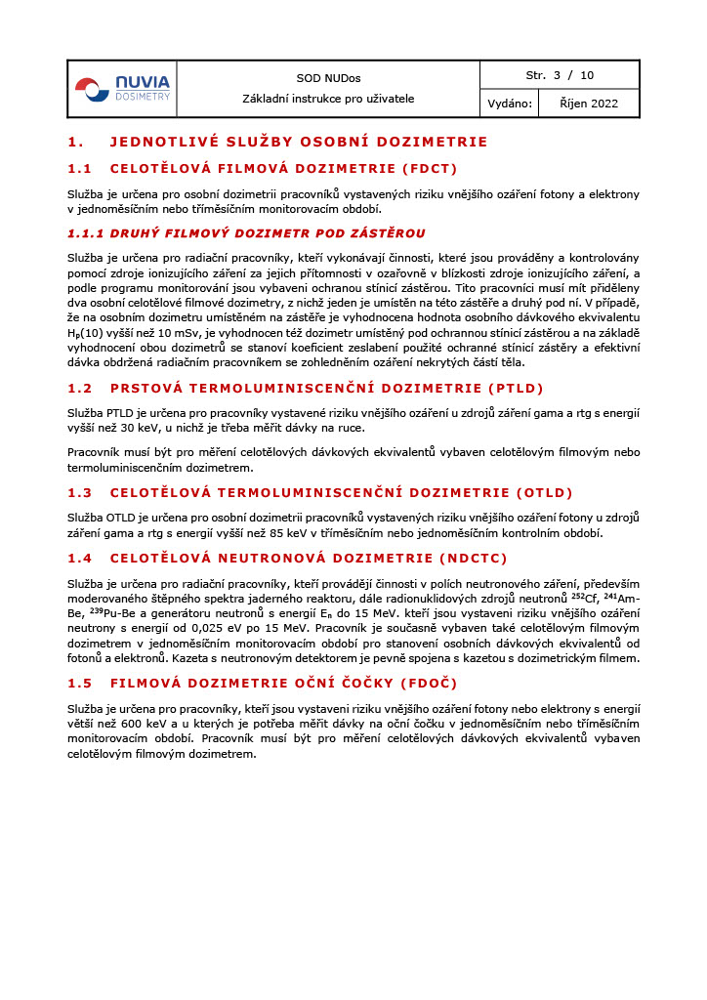 NUVIA
DOSIMETRY
SOD NUDos
Základní instrukce pro uživatele
Str. 3 / 10
Vydáno:
Říjen 2022
1. JEDNOTLIVÉ SLUŽBY OSOBNÍ DOZIMETRIE
1.1 CELOTĚLOVÁ FILMOVÁ DOZIMETRIE (FDCT)
Služba je určena pro osobní dozimetrii pracovníků vystavených riziku vnějšího ozáření fotony a elektrony
v jednoměsíčním nebo tříměsíčním monitorovacím období.
1.1.1 DRUHÝ FILMOVÝ DOZIMETR POD ZÁSTĚROU
Služba je určena pro radiační pracovníky, kteří vykonávají činnosti, které jsou prováděny a kontrolovány
pomocí zdroje ionizujícího záření za jejich přítomnosti v ozařovně v blízkosti zdroje ionizujícího záření, a
podle programu monitorování jsou vybaveni ochranou stínicí zástěrou. Tito pracovníci musí mít přiděleny
dva osobní celotělové filmové dozimetry, z nichž jeden je umístěn na této zástěře a druhý pod ní. V případě,
že na osobním dozimetru umístěném na zástěře je vyhodnocena hodnota osobního dávkového ekvivalentu
Hp(10) vyšší než 10 mSv, je vyhodnocen též dozimetr umístěný pod ochrannou stínicí zástěrou a na základě
vyhodnocení obou dozimetrů se stanoví koeficient zeslabení použité ochranné stínicí zástěry a efektivní
dávka obdržená radiačním pracovníkem se zohledněním ozáření nekrytých částí těla.
1.2 PRSTOVÁ TERMOLUMINISCENČNÍ DOZIMETRIE (PTLD)
Služba PTLD je určena pro pracovníky vystavené riziku vnějšího ozáření u zdrojů záření gama a rtg s energií
vyšší než 30 keV, u nichž je třeba měřit dávky na ruce.
Pracovník musí být pro měření celotělových dávkových ekvivalentů vybaven celotělovým filmovým nebo
termoluminiscenčním dozimetrem.
1.3 CELOTĚLOVÁ TERMOLUMINISCENČNÍ DOZIMETRIE (OTLD)
Služba OTLD je určena pro osobní dozimetrii pracovníků vystavených riziku vnějšího ozáření fotony u zdrojů
záření gama a rtg s energií vyšší než 85 keV v tříměsíčním nebo jednoměsíčním kontrolním období.
1.4 CELOTĚLOVÁ NEUTRONOVÁ DOZIMETRIE (NDCTC)
Služba je určena pro radiační pracovníky, kteří provádějí činnosti v polích neutronového záření, především
moderovaného štěpného spektra jaderného reaktoru, dále radionuklidových zdrojů neutronů ²⁵²Cf, ²⁴¹Am-
Be, ²³⁹Pu-Be a generátoru neutronů s energií Eₙ do 15 MeV. kteří jsou vystaveni riziku vnějšího ozáření
neutrony s energií od 0,025 eV po 15 MeV. Pracovník je současně vybaven také celotělovým filmovým
dozimetrem v jednoměsíčním monitorovacím období pro stanovení osobních dávkových ekvivalentů od
fotonů a elektronů. Kazeta s neutronovým detektorem je pevně spojena s kazetou s dozimetrickým filmem.
1.5 FILMOVÁ DOZIMETRIE OČNÍ ČOČKY (FDOČ)
Služba je určena pro pracovníky, kteří jsou vystaveni riziku vnějšího ozáření fotony nebo elektrony s energií
větší než 600 keV a u kterých je potřeba měřit dávky na oční čočku v jednoměsíčním nebo tříměsíčním
monitorovacím období. Pracovník musí být pro měření celotělových dávkových ekvivalentů vybaven
celotělovým filmovým dozimetrem.